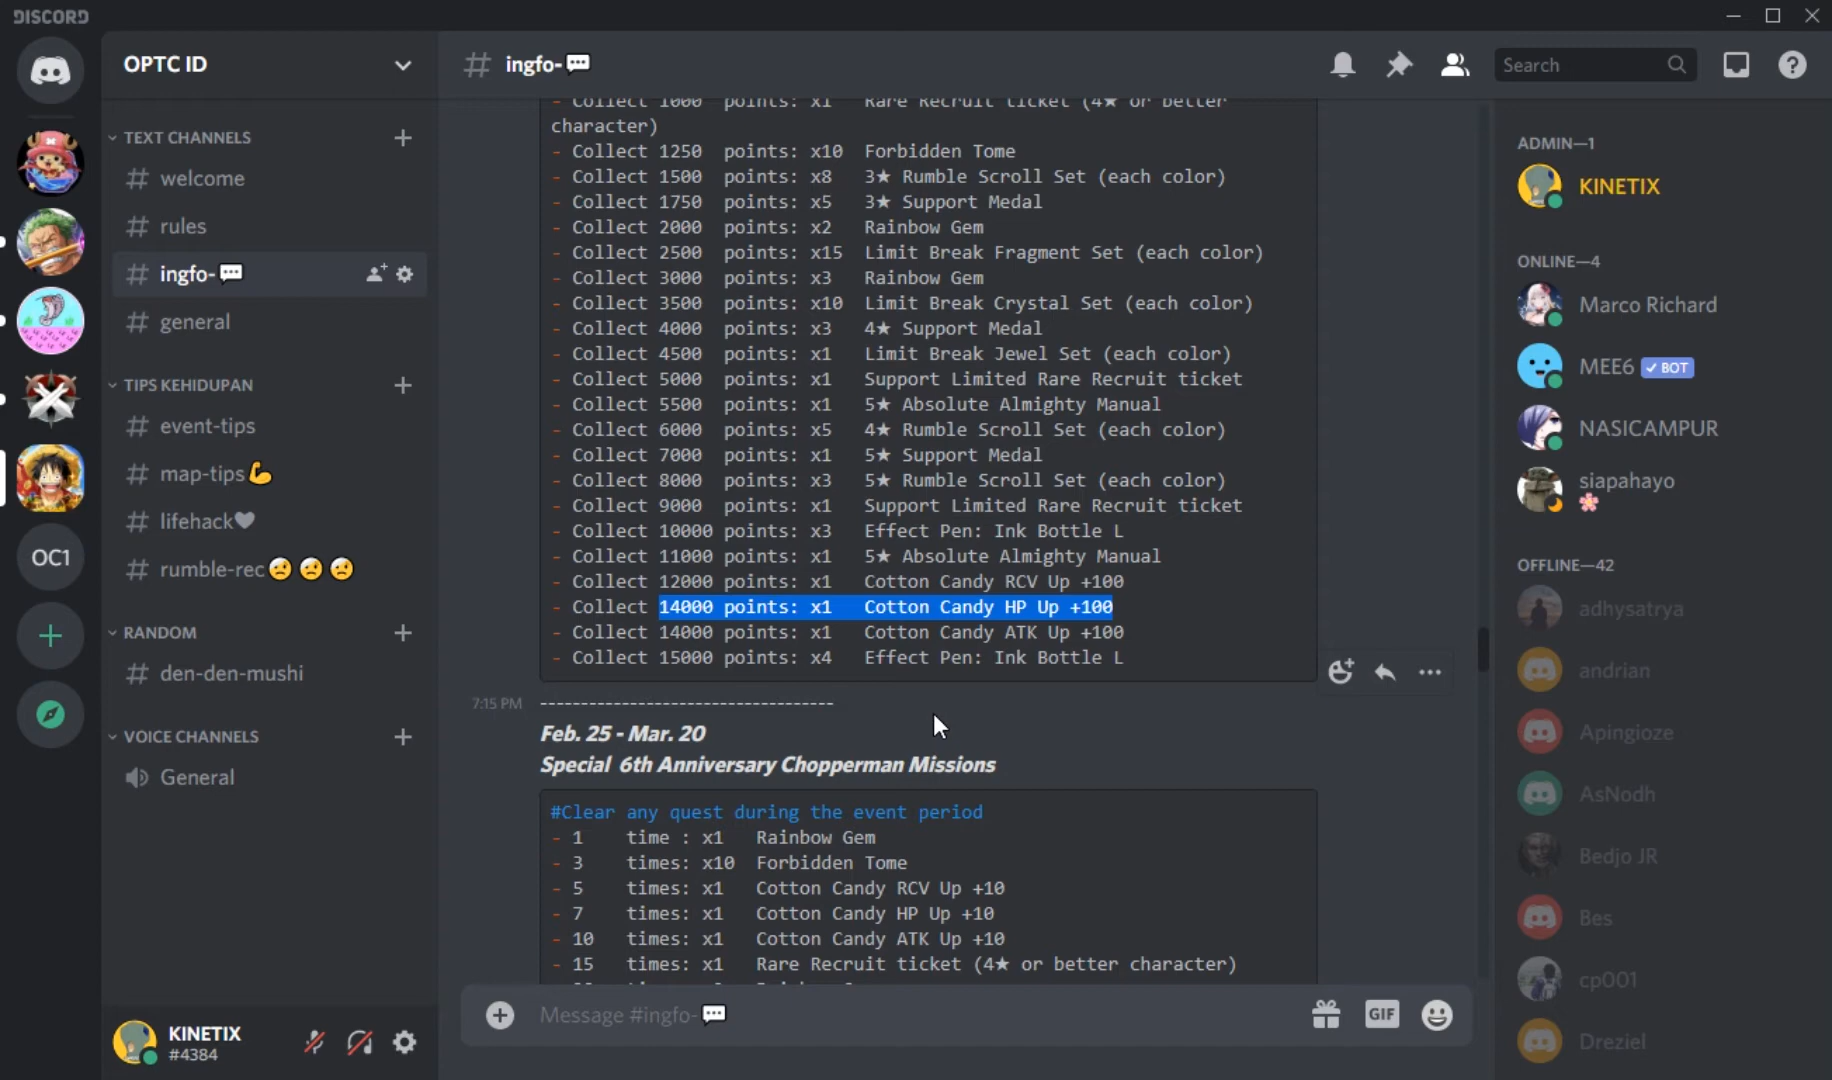 DISCORD
OPTC ID
TEXT CHANNELS
welcome
rules
ingfo-💬
general
TIPS KEHIDUPAN
event-tips
map-tips💪
lifehack🖤
rumble-rec🤕🤕🤕
RANDOM
den-den-mushi
VOICE CHANNELS
General
OC1
KINETIX
#4384
# ingfo-💬
Search
- Collect 1000 points: x1 Rare Recruit ticket (4★ or better
character)
- Collect 1250 points: x10 Forbidden Tome
- Collect 1500 points: x8 3★ Rumble Scroll Set (each color)
- Collect 1750 points: x5 3★ Support Medal
- Collect 2000 points: x2 Rainbow Gem
- Collect 2500 points: x15 Limit Break Fragment Set (each color)
- Collect 3000 points: x3 Rainbow Gem
- Collect 3500 points: x10 Limit Break Crystal Set (each color)
- Collect 4000 points: x3 4★ Support Medal
- Collect 4500 points: x1 Limit Break Jewel Set (each color)
- Collect 5000 points: x1 Support Limited Rare Recruit ticket
- Collect 5500 points: x1 5★ Absolute Almighty Manual
- Collect 6000 points: x5 4★ Rumble Scroll Set (each color)
- Collect 7000 points: x1 5★ Support Medal
- Collect 8000 points: x3 5★ Rumble Scroll Set (each color)
- Collect 9000 points: x1 Support Limited Rare Recruit ticket
- Collect 10000 points: x3 Effect Pen: Ink Bottle L
- Collect 11000 points: x1 5★ Absolute Almighty Manual
- Collect 12000 points: x1 Cotton Candy RCV Up +100
- Collect 14000 points: x1 Cotton Candy HP Up +100
- Collect 14000 points: x1 Cotton Candy ATK Up +100
- Collect 15000 points: x4 Effect Pen: Ink Bottle L
7:15 PM ------------------------------------
Feb. 25 - Mar. 20
Special 6th Anniversary Chopperman Missions
#Clear any quest during the event period
- 1 time : x1 Rainbow Gem
- 3 times: x10 Forbidden Tome
- 5 times: x1 Cotton Candy RCV Up +10
- 7 times: x1 Cotton Candy HP Up +10
- 10 times: x1 Cotton Candy ATK Up +10
- 15 times: x1 Rare Recruit ticket (4★ or better character)
Message #ingfo-💬
GIF
ADMIN—1
KINETIX
ONLINE—4
Marco Richard
MEE6 ✓ BOT
NASICAMPUR
siapahayo
🌸
OFFLINE—42
adhysatrya
andrian
Apingioze
AsNodh
Bedjo JR
Bes
cp001
Dreziel